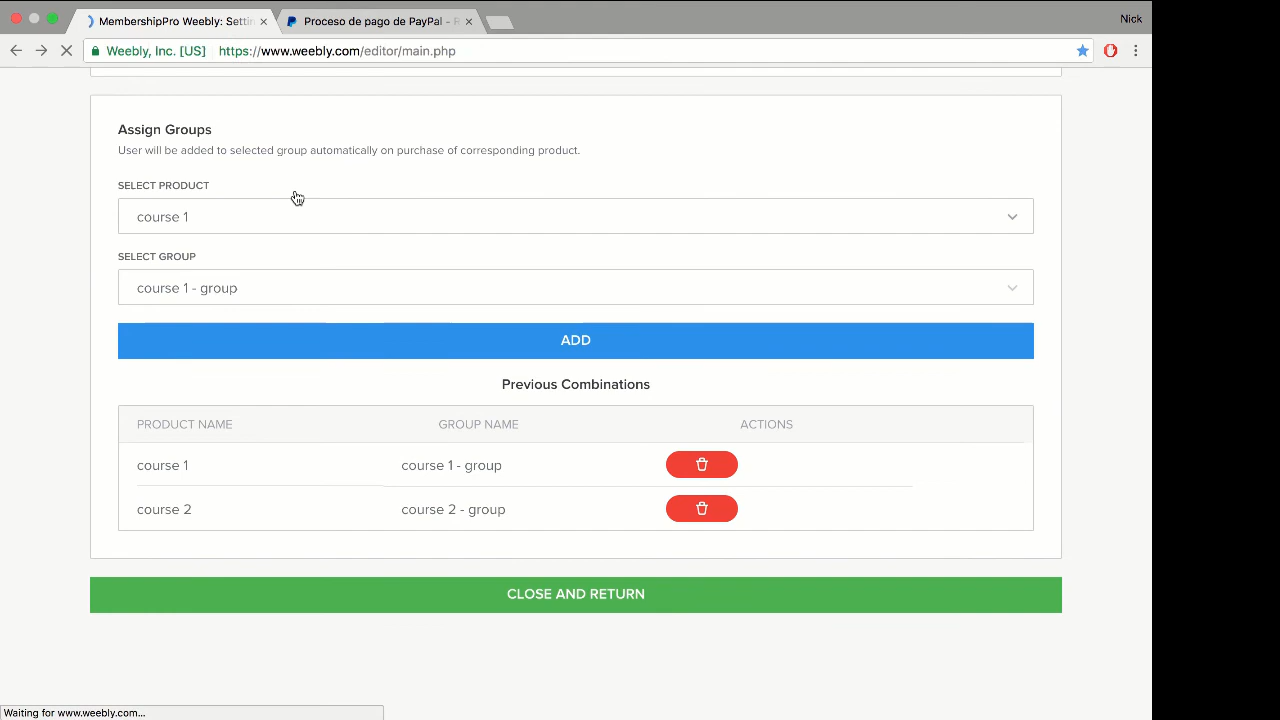 MembershipPro Weebly: Settin
Proceso de pago de PayPal - R
Nick
Weebly, Inc. [US]
https://www.weebly.com/editor/main.php
Assign Groups
User will be added to selected group automatically on purchase of corresponding product.
SELECT PRODUCT
course 1
SELECT GROUP
course 1 - group
ADD
Previous Combinations
PRODUCT NAME GROUP NAME ACTIONS
course 1 course 1 - group
course 2 course 2 - group
CLOSE AND RETURN
Waiting for www.weebly.com...